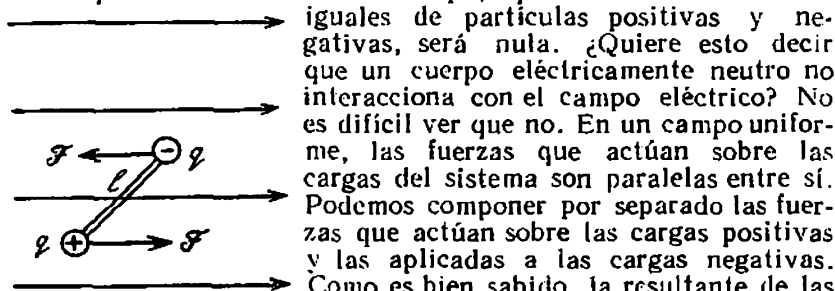 iguales de partículas positivas y ne-
gativas, será nula. ¿Quiere esto decir
que un cuerpo eléctricamente neutro no
interacciona con el campo eléctrico? No
es difícil ver que no. En un campo unifor-
me, las fuerzas que actúan sobre las
cargas del sistema son paralelas entre sí.
Podemos componer por separado las fuer-
zas que actúan sobre las cargas positivas
y las aplicadas a las cargas negativas.
Como es bien sabido, la resultante de las
ℱ − q
l
q + ℱ